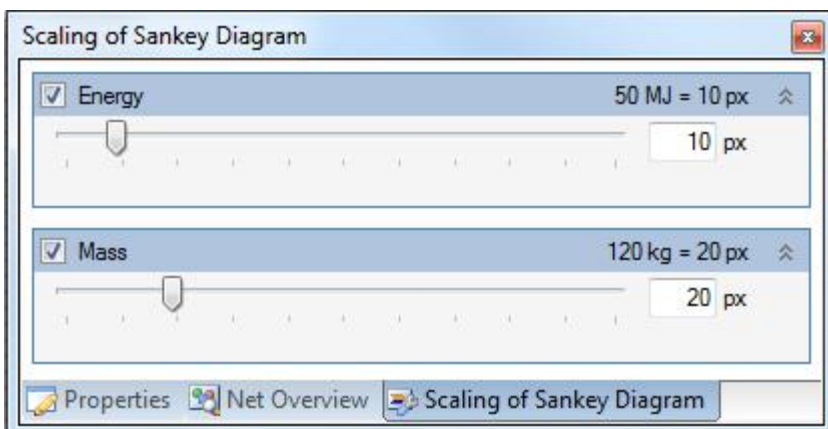 Scaling of Sankey Diagram
Energy 50 MJ = 10 px
10 px
Mass 120 kg = 20 px
20 px
Properties Net Overview Scaling of Sankey Diagram